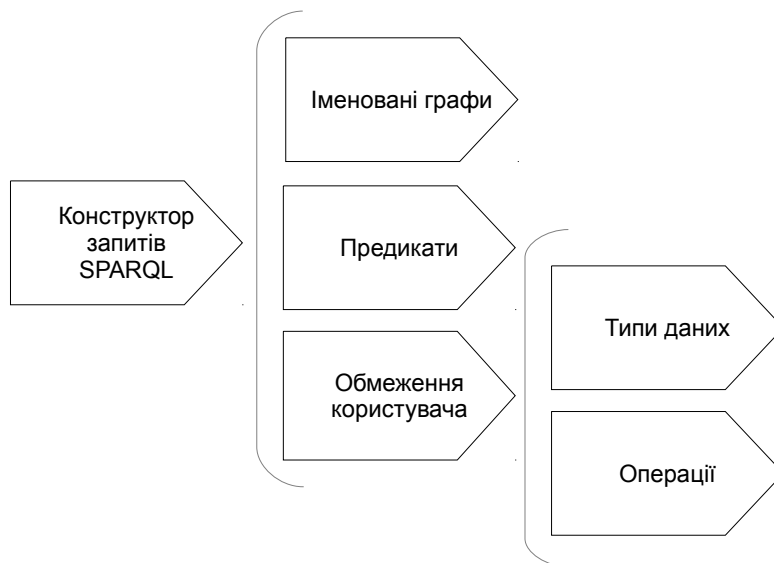 Іменовані графи
Конструктор
запитів
SPARQL
Предикати
Обмеження
користувача
Типи даних
Операції